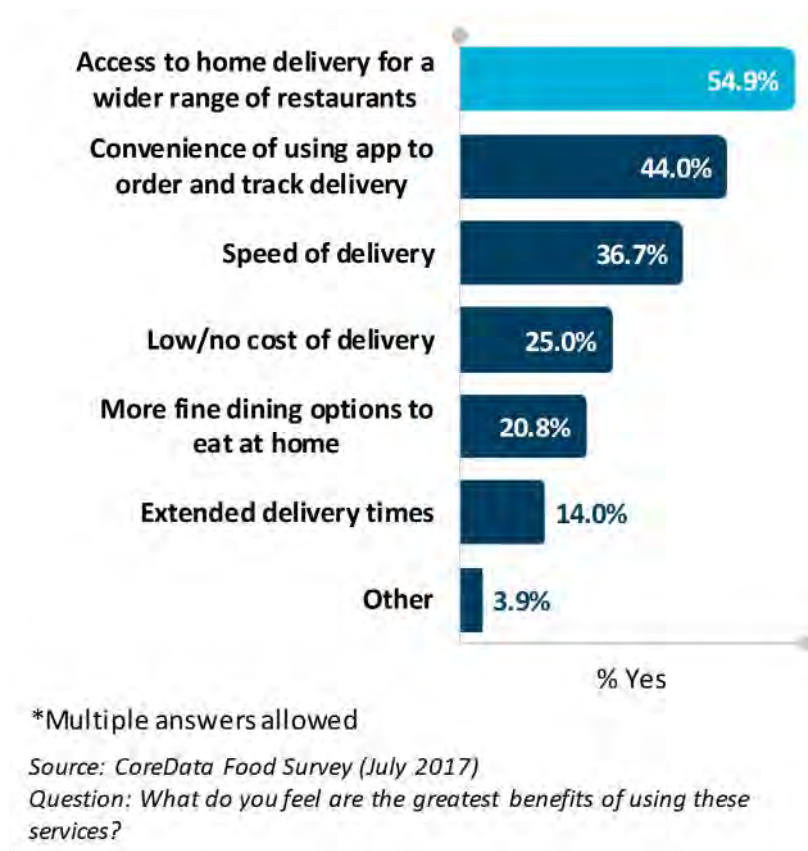 Access to home delivery for a
wider range of restaurants
54.9%
Convenience of using app to
order and track delivery
44.0%
Speed of delivery
36.7%
Low/no cost of delivery
25.0%
More fine dining options to
eat at home
20.8%
Extended delivery times
14.0%
Other
3.9%
% Yes
*Multiple answers allowed
Source: CoreData Food Survey (July 2017)
Question: What do you feel are the greatest benefits of using these
services?